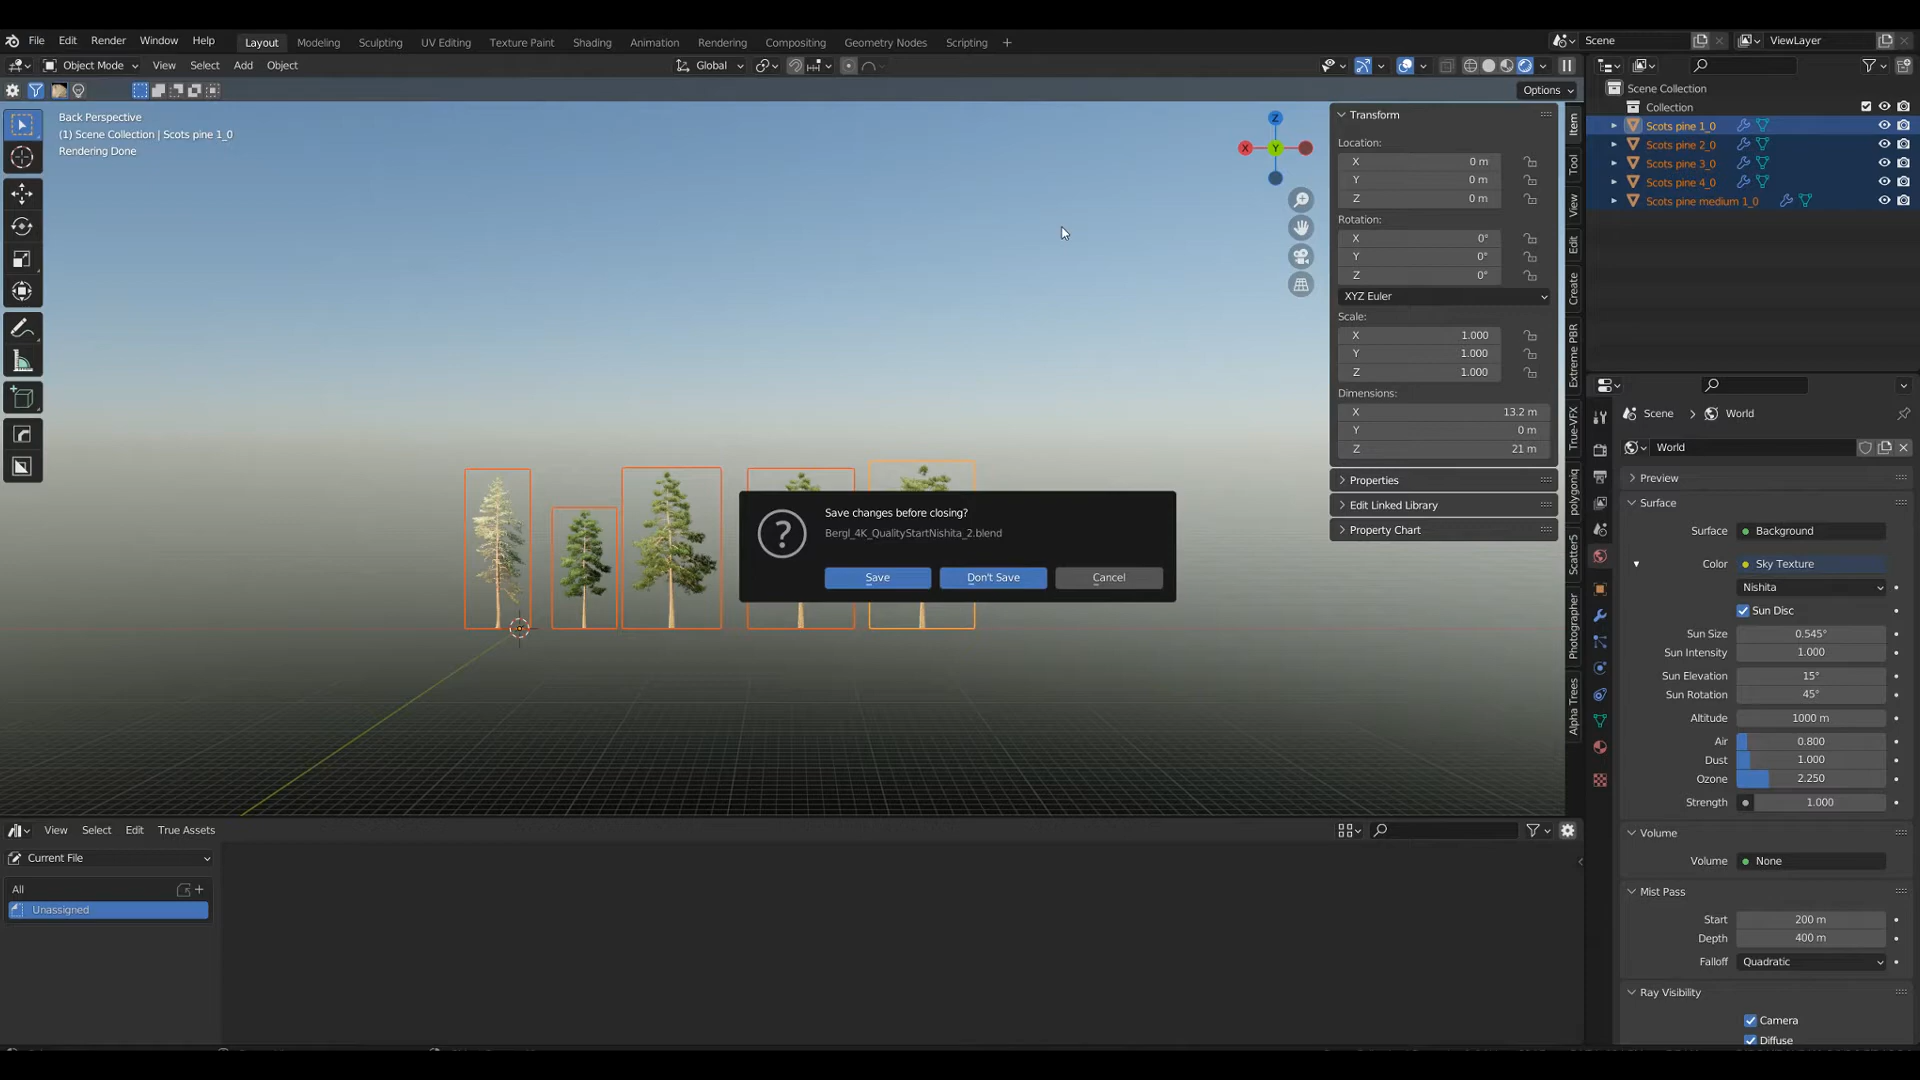 File Edit Render Window Help Layout Modeling Sculpting UV Editing Texture Paint Shading Animation Rendering Compositing Geometry Nodes Scripting + Scene ViewLayer
Object Mode View Select Add Object Global
Options
Back Perspective
(1) Scene Collection | Scots pine 1_0
Rendering Done
Z
X Y
Transform
Location:
X 0 m
Y 0 m
Z 0 m
Rotation:
X 0°
Y 0°
Z 0°
XYZ Euler
Scale:
X 1.000
Y 1.000
Z 1.000
Dimensions:
X 13.2 m
Y 0 m
Z 21 m
Properties
Edit Linked Library
Property Chart
Item
Tool
View
Edit
Create
Extreme PBR
True-VFX
polygoniq
Scatter5
Photographer
Alpha Trees
Scene Collection
Collection
Scots pine 1_0
Scots pine 2_0
Scots pine 3_0
Scots pine 4_0
Scots pine medium 1_0
Save changes before closing?
Bergl_4K_QualityStartNishita_2.blend
Save Don't Save Cancel
Scene > World
World
Preview
Surface
Surface Background
Color Sky Texture
Nishita
Sun Disc
Sun Size 0.545°
Sun Intensity 1.000
Sun Elevation 15°
Sun Rotation 45°
Altitude 1000 m
Air 0.800
Dust 1.000
Ozone 2.250
Strength 1.000
Volume
Volume None
Mist Pass
Start 200 m
Depth 400 m
Falloff Quadratic
Ray Visibility
Camera
Diffuse
View Select Edit True Assets
Current File
All
Unassigned